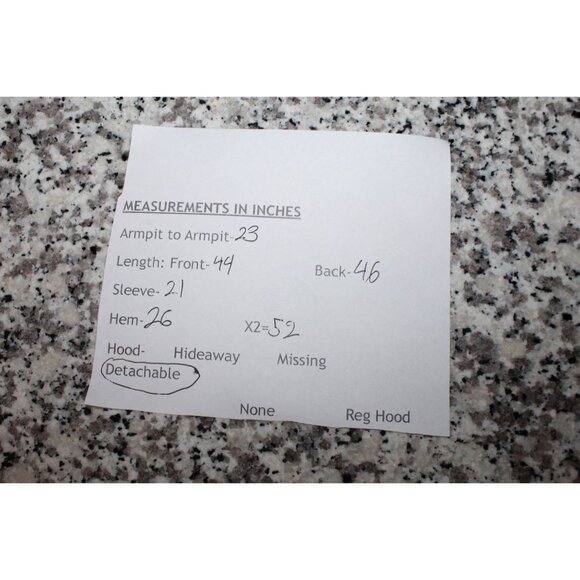 MEASUREMENTS IN INCHES
Armpit to Armpit-23
Length: Front-44 Back-46
Sleeve-21
Hem-26 X2=52
Hood- Hideaway Missing
Detachable
None Reg Hood